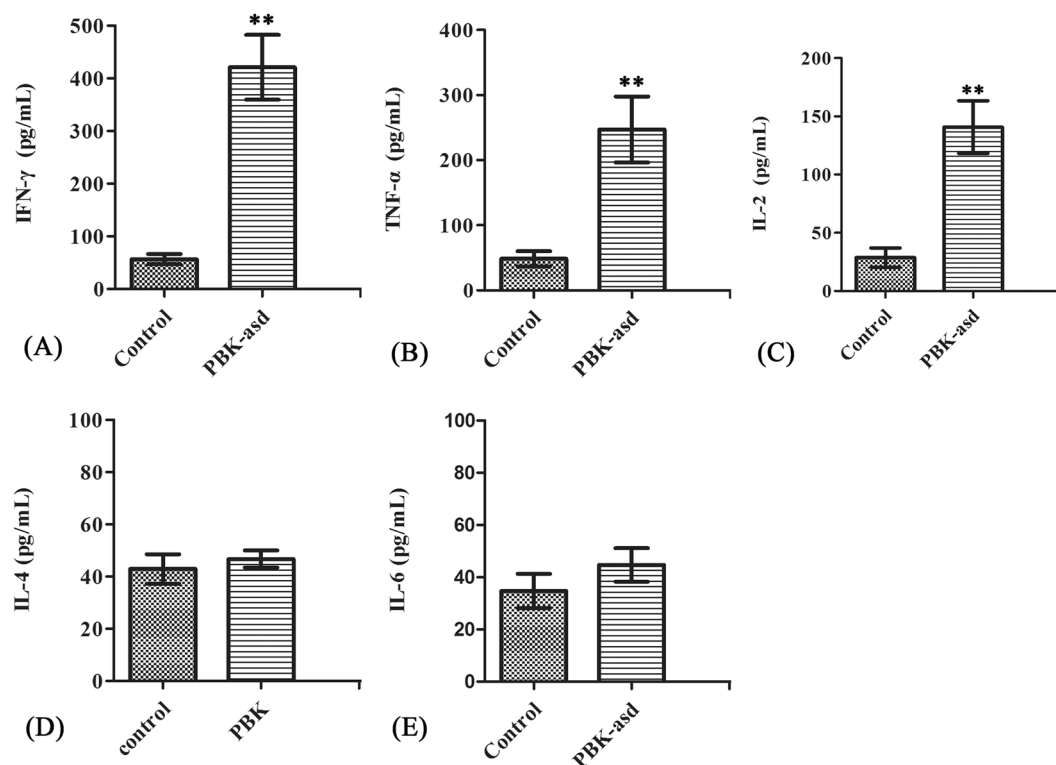 500
400
300
200
100
0
IFN-γ (pg/mL)
**
Control
PBK-asd
(A)
400
300
200
100
0
TNF-α (pg/mL)
**
Control
PBK-asd
(B)
200
150
100
50
0
IL-2 (pg/mL)
**
Control
PBK-asd
(C)
100
80
60
40
20
0
IL-4 (pg/mL)
control
PBK
(D)
100
80
60
40
20
0
IL-6 (pg/mL)
Control
PBK-asd
(E)